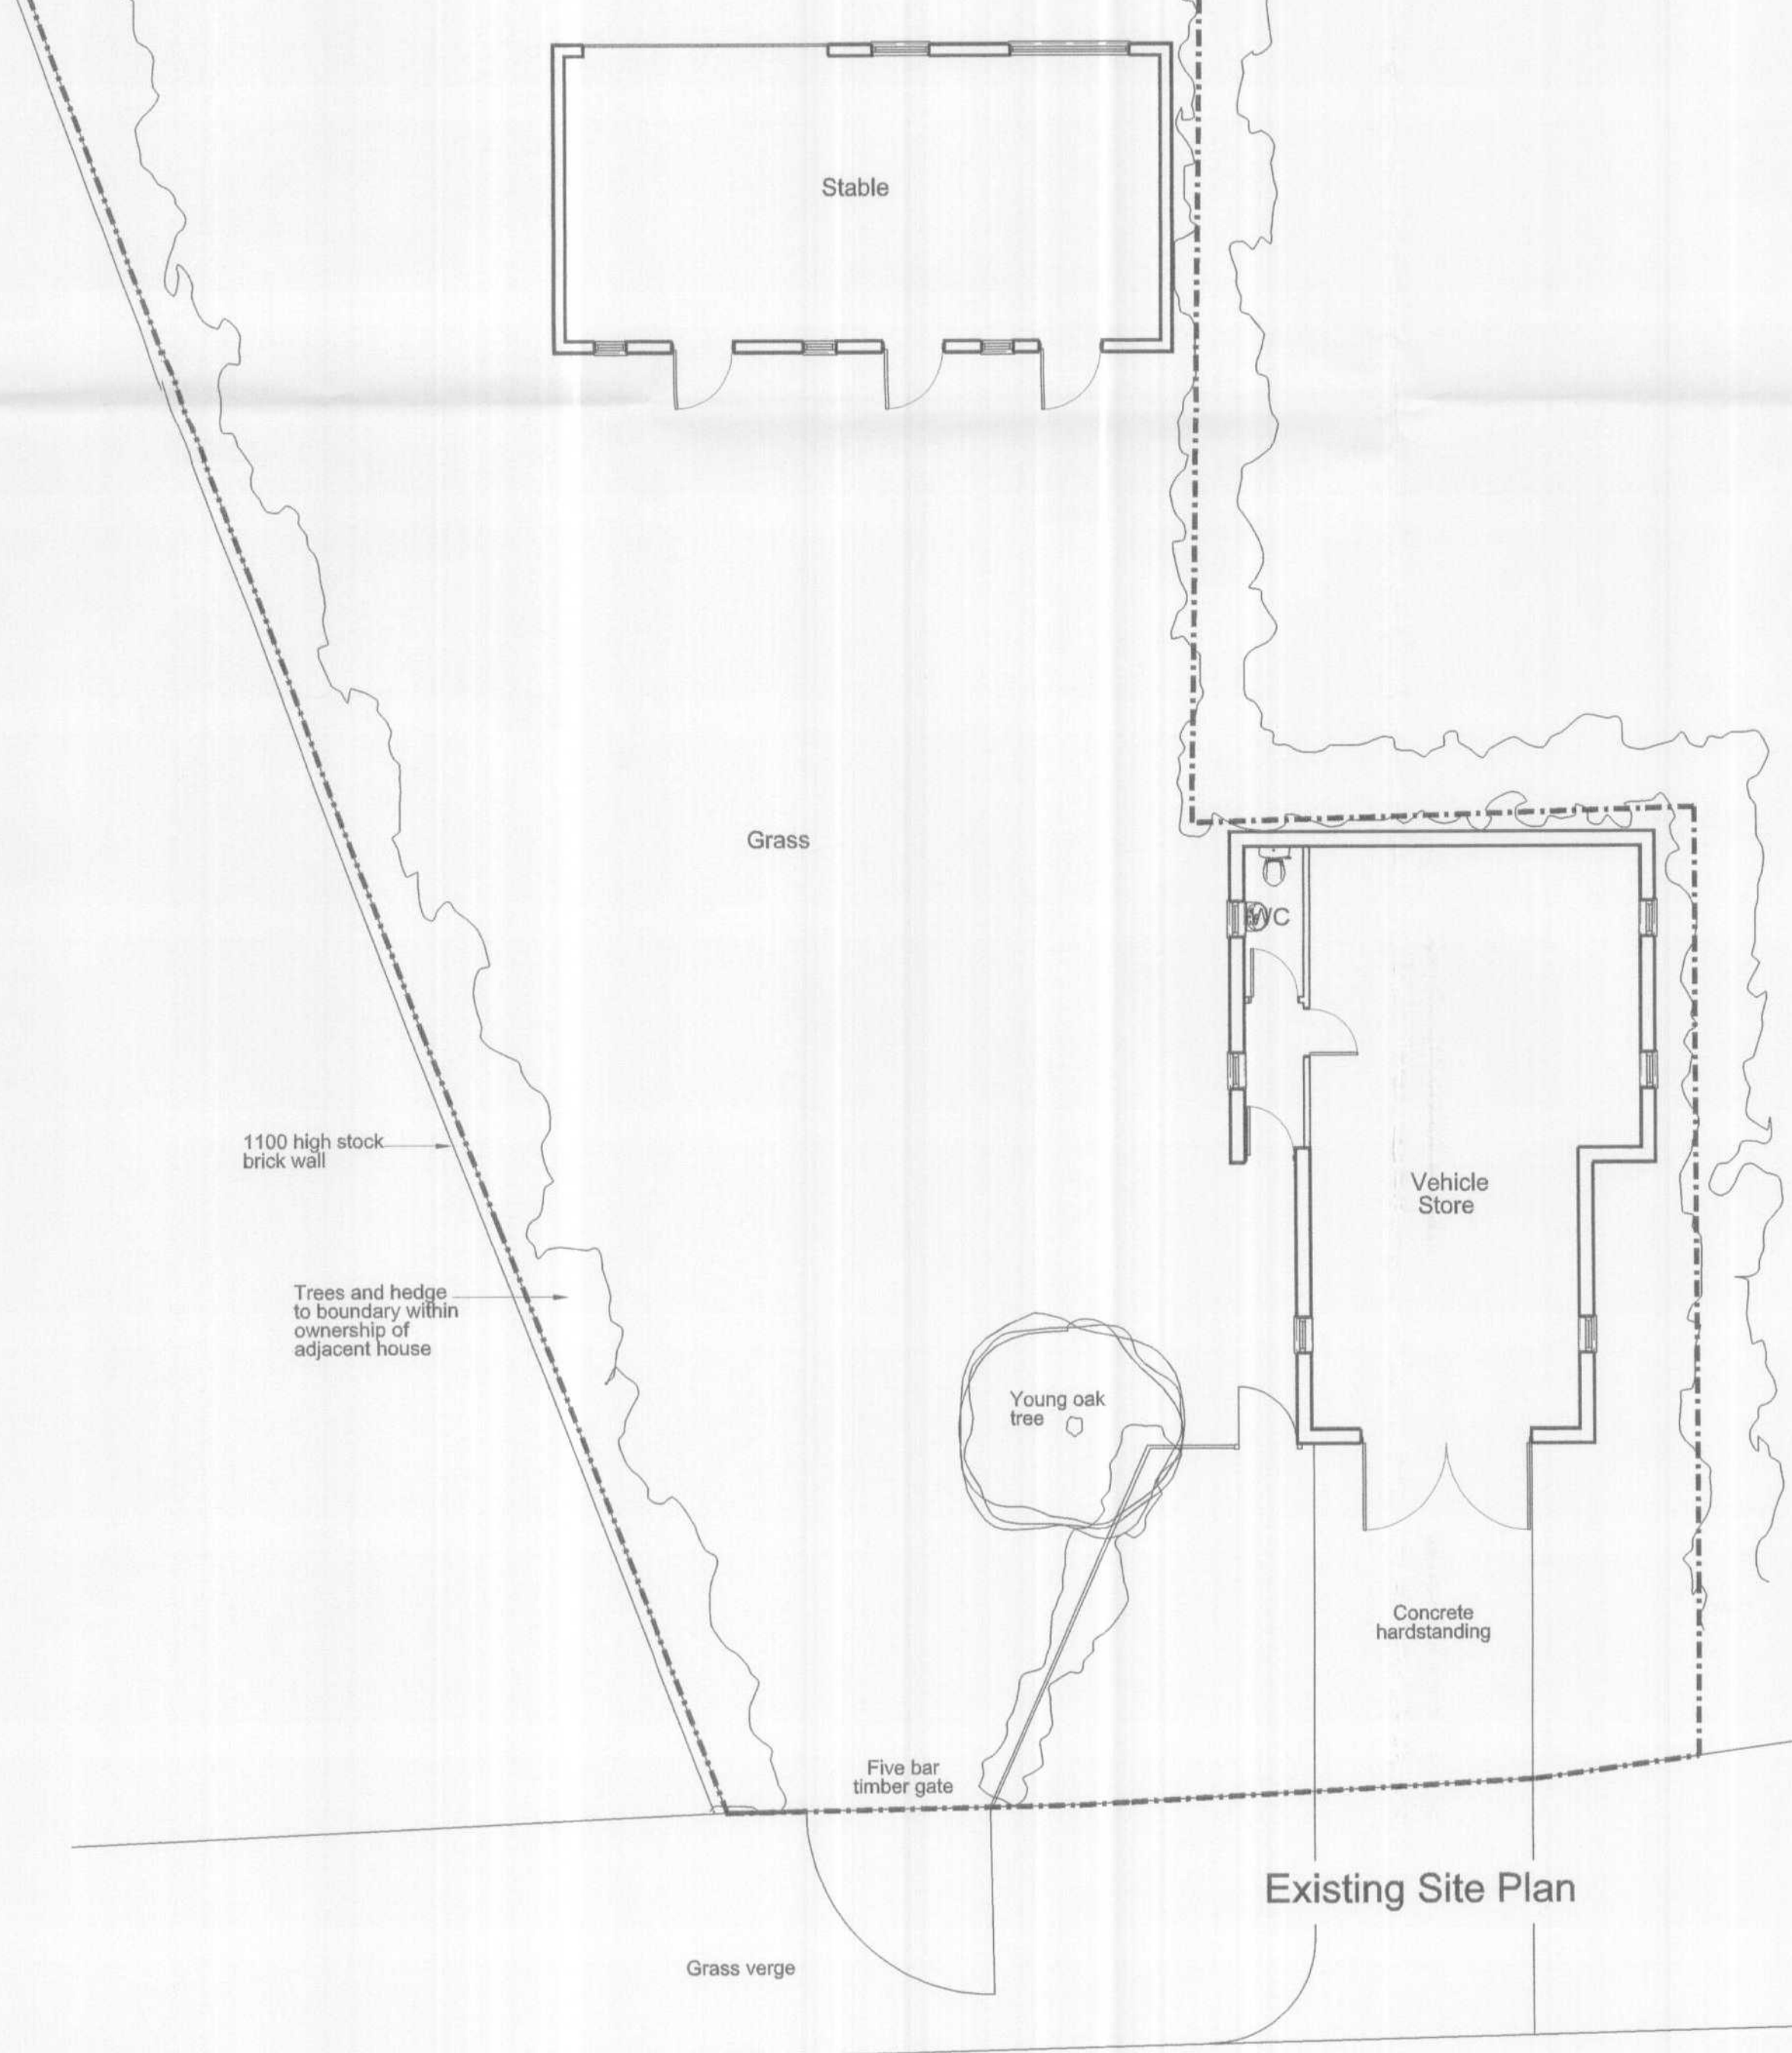 Stable
Grass
WC
1100 high stock
brick wall
Vehicle
Store
Trees and hedge
to boundary within
ownership of
adjacent house
Young oak
tree
Concrete
hardstanding
Five bar
timber gate
Existing Site Plan
Grass verge